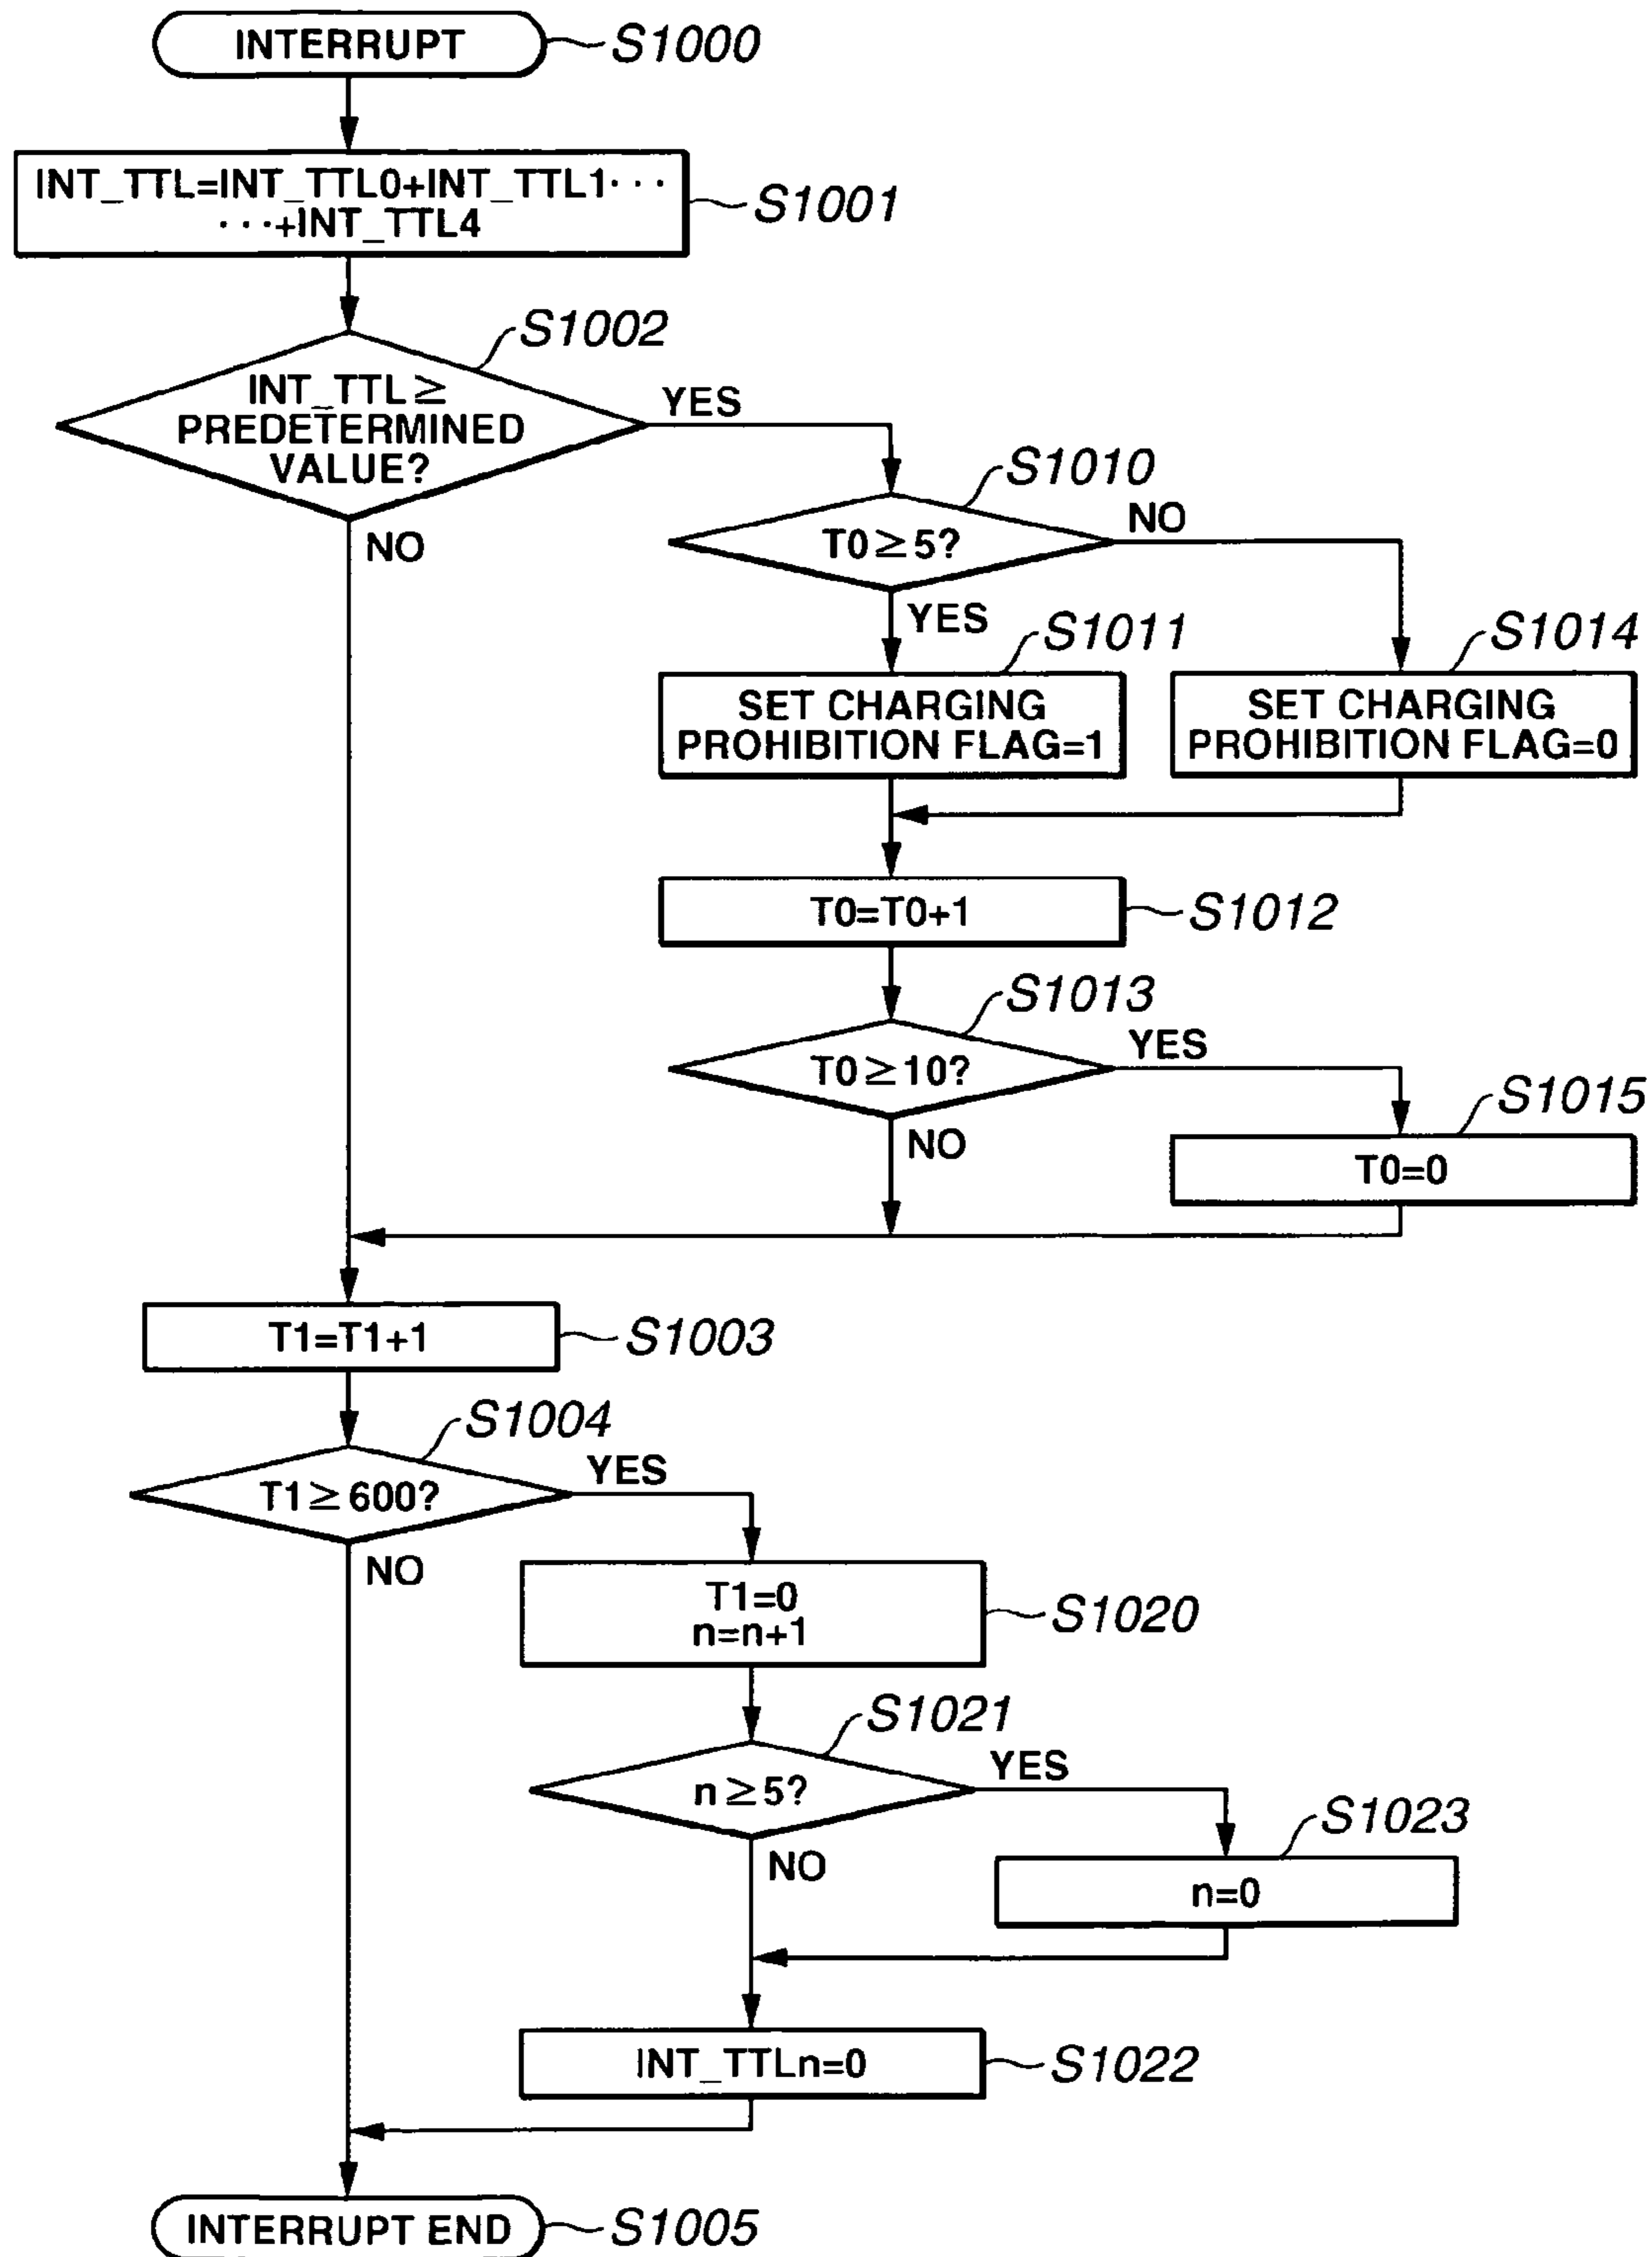 INTERRUPT
S1000
INT_TTL=INT_TTL0+INT_TTL1···
···+INT_TTL4
S1001
S1002
INT_TTL≥
PREDETERMINED
VALUE?
YES
NO
S1010
T0≥5?
NO
YES
S1011
SET CHARGING
PROHIBITION FLAG=1
S1014
SET CHARGING
PROHIBITION FLAG=0
T0=T0+1
S1012
S1013
T0≥10?
YES
NO
S1015
T0=0
T1=T1+1
S1003
S1004
T1≥600?
YES
NO
T1=0
n=n+1
S1020
S1021
n≥5?
YES
NO
S1023
n=0
INT_TTLn=0
S1022
INTERRUPT END
S1005